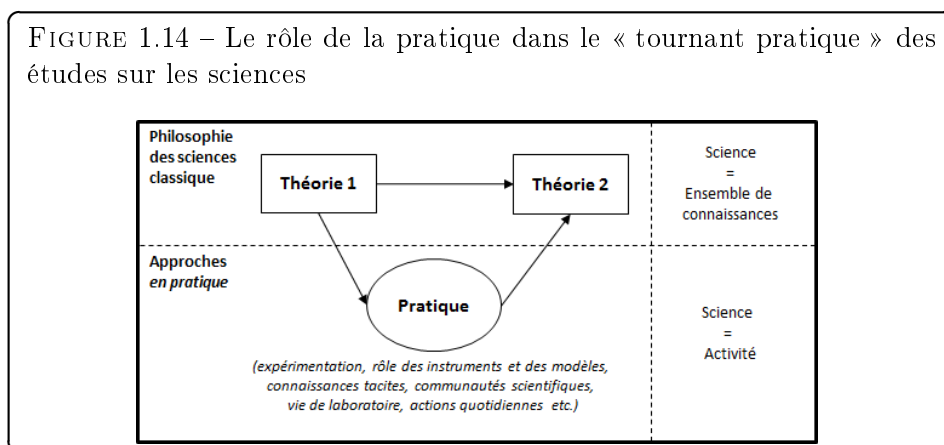 FIGURE 1.14 – Le rôle de la pratique dans le « tournant pratique » des
études sur les sciences
Philosophie
des sciences
classique
Théorie 1
Théorie 2
Science
=
Ensemble de
connaissances
Approches
en pratique
Pratique
(expérimentation, rôle des instruments et des modèles,
connaissances tacites, communautés scientifiques,
vie de laboratoire, actions quotidiennes etc.)
Science
=
Activité